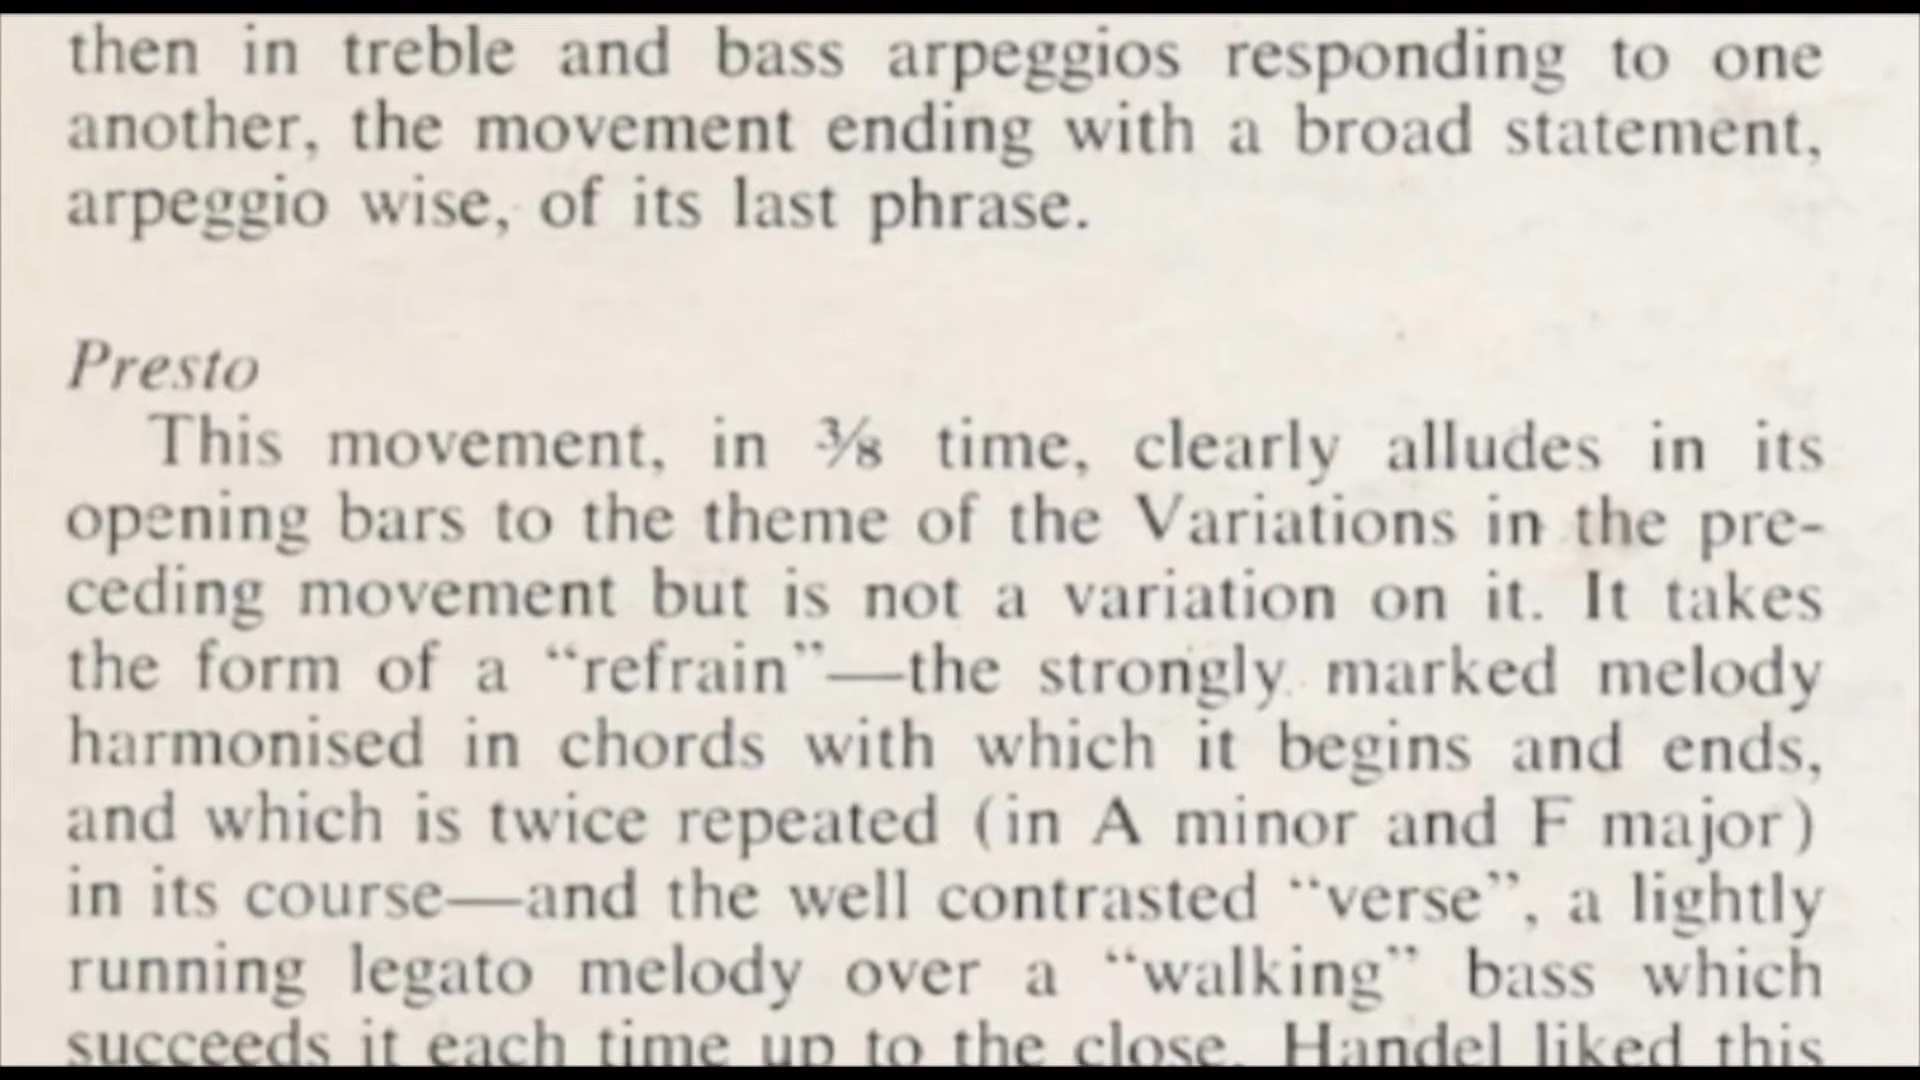 then in treble and bass arpeggios responding to one
another, the movement ending with a broad statement,
arpeggio wise, of its last phrase.
Presto
This movement, in ⅜ time, clearly alludes in its
opening bars to the theme of the Variations in the pre-
ceding movement but is not a variation on it. It takes
the form of a “refrain”—the strongly marked melody
harmonised in chords with which it begins and ends,
and which is twice repeated (in A minor and F major)
in its course—and the well contrasted “verse”, a lightly
running legato melody over a “walking” bass which
succeeds it each time up to the close. Handel liked this